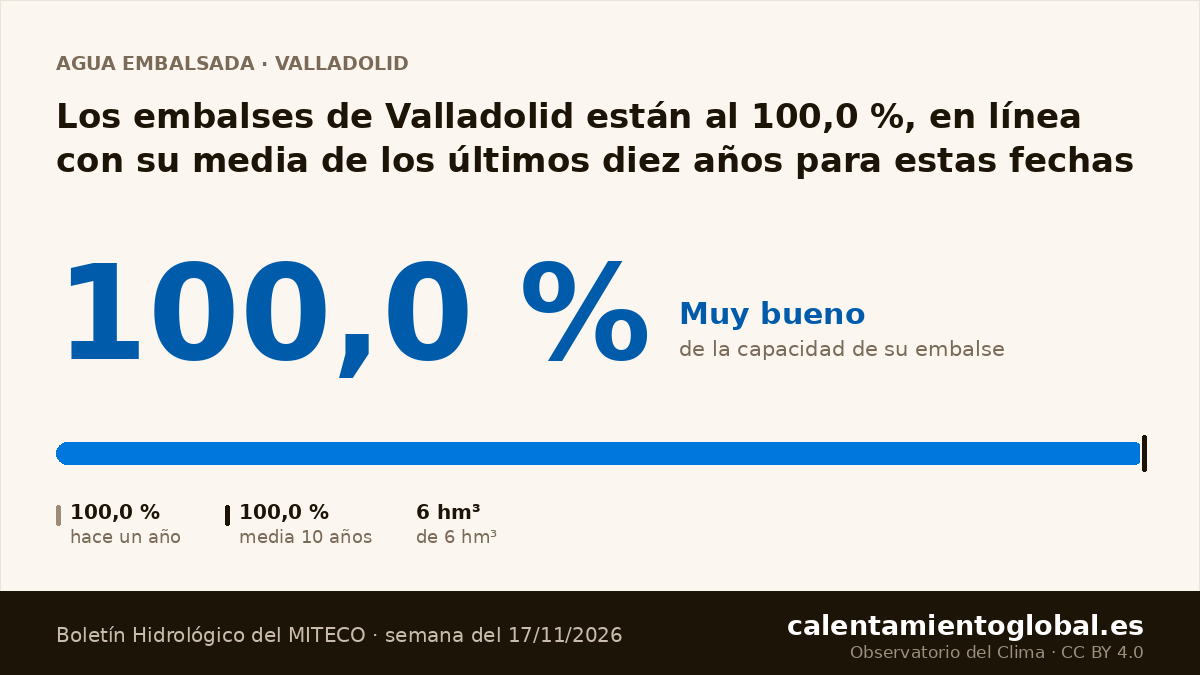 AGUA EMBALSADA · VALLADOLID
Los embalses de Valladolid están al 100,0 %, en línea
con su media de los últimos diez años para estas fechas
100,0 %
Muy bueno
de la capacidad de su embalse
100,0 %
hace un año
100,0 %
media 10 años
6 hm³
de 6 hm³
Boletín Hidrológico del MITECO · semana del 17/11/2026
calentamientoglobal.es
Observatorio del Clima · CC BY 4.0